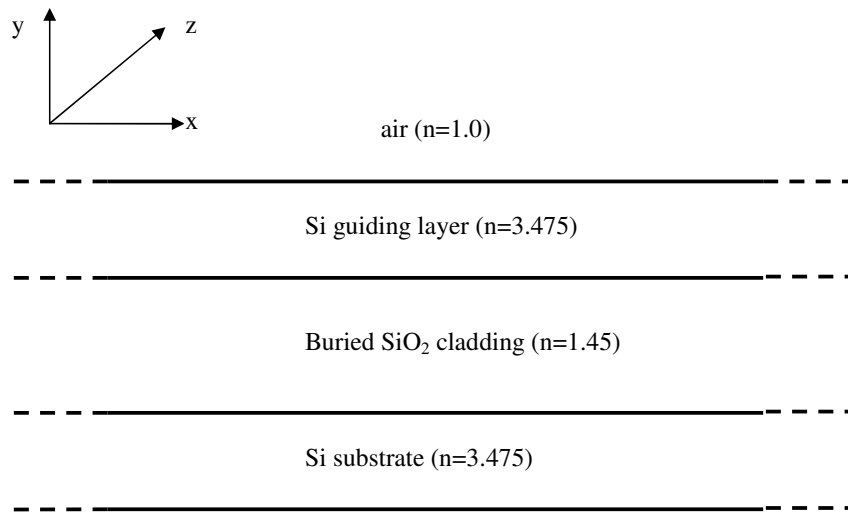 y
z
x
air (n=1.0)
Si guiding layer (n=3.475)
Buried SiO₂ cladding (n=1.45)
Si substrate (n=3.475)